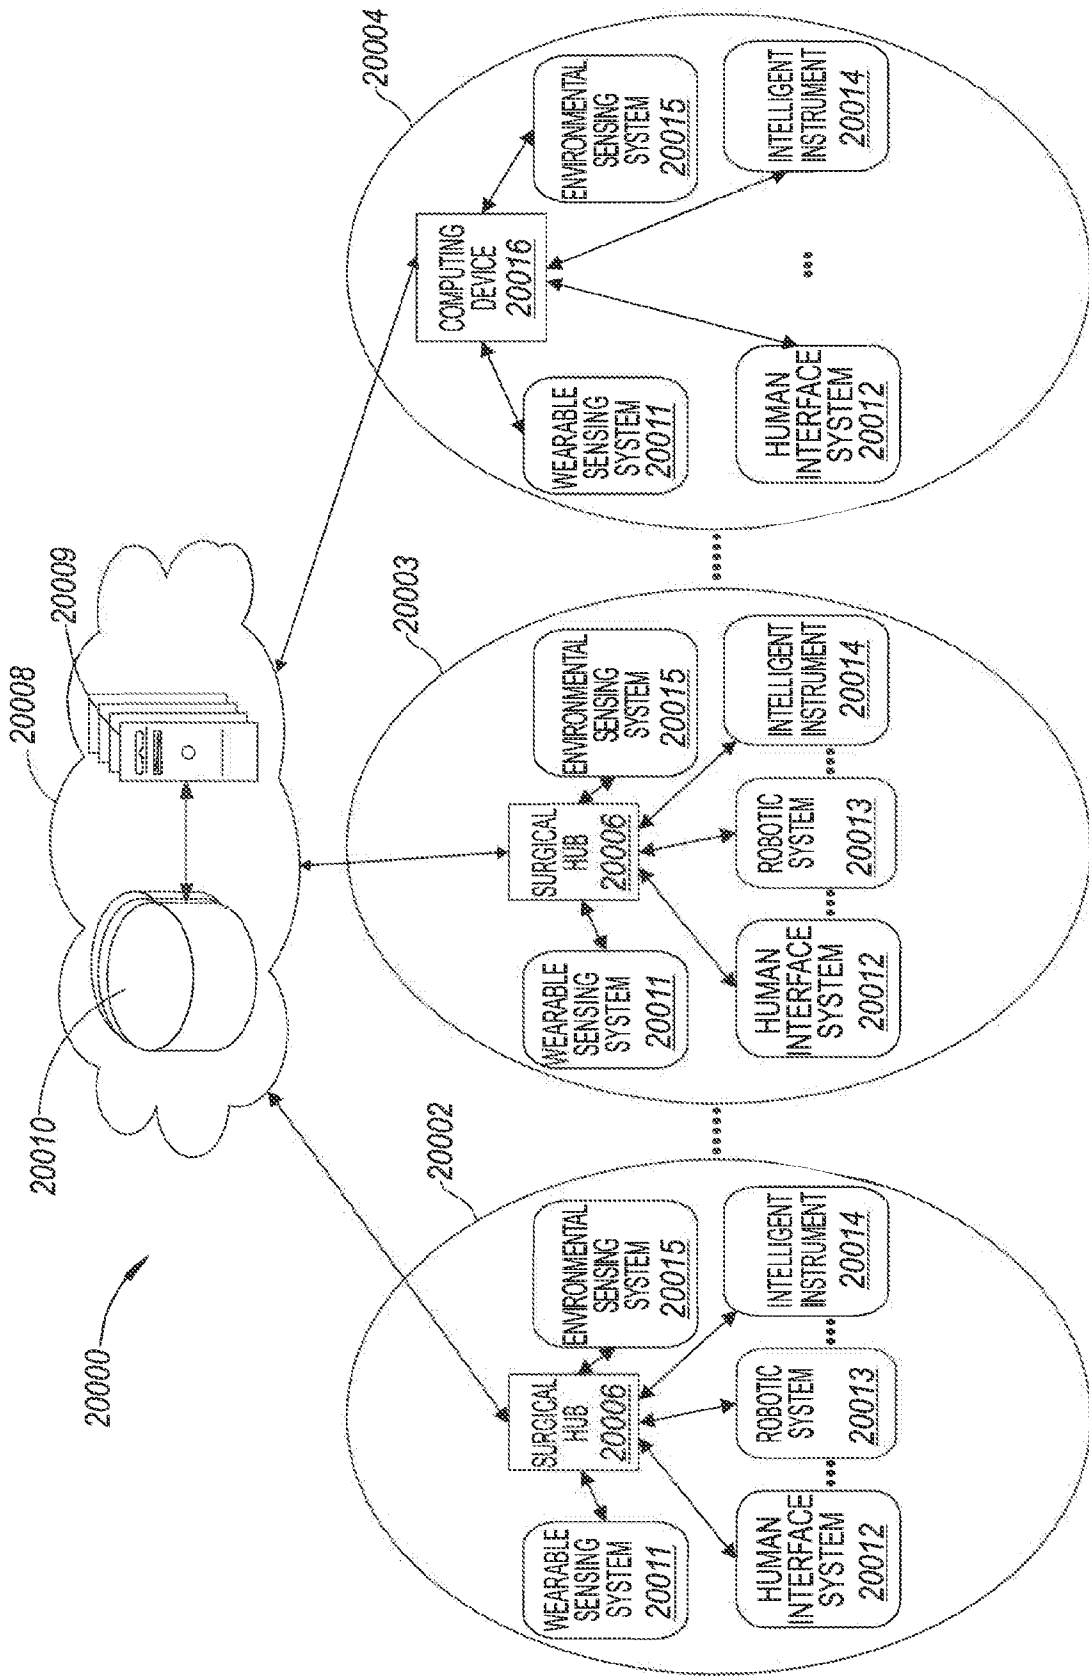 20000
20010
20008
20009
20002
SURGICAL
HUB
20006
WEARABLE
SENSING
SYSTEM
20011
ENVIRONMENTAL
SENSING
SYSTEM
20015
HUMAN
INTERFACE
SYSTEM
20012
ROBOTIC
SYSTEM
20013
INTELLIGENT
INSTRUMENT
20014
20003
SURGICAL
HUB
20006
WEARABLE
SENSING
SYSTEM
20011
ENVIRONMENTAL
SENSING
SYSTEM
20015
HUMAN
INTERFACE
SYSTEM
20012
ROBOTIC
SYSTEM
20013
INTELLIGENT
INSTRUMENT
20014
20004
COMPUTING
DEVICE
20016
WEARABLE
SENSING
SYSTEM
20011
ENVIRONMENTAL
SENSING
SYSTEM
20015
HUMAN
INTERFACE
SYSTEM
20012
INTELLIGENT
INSTRUMENT
20014